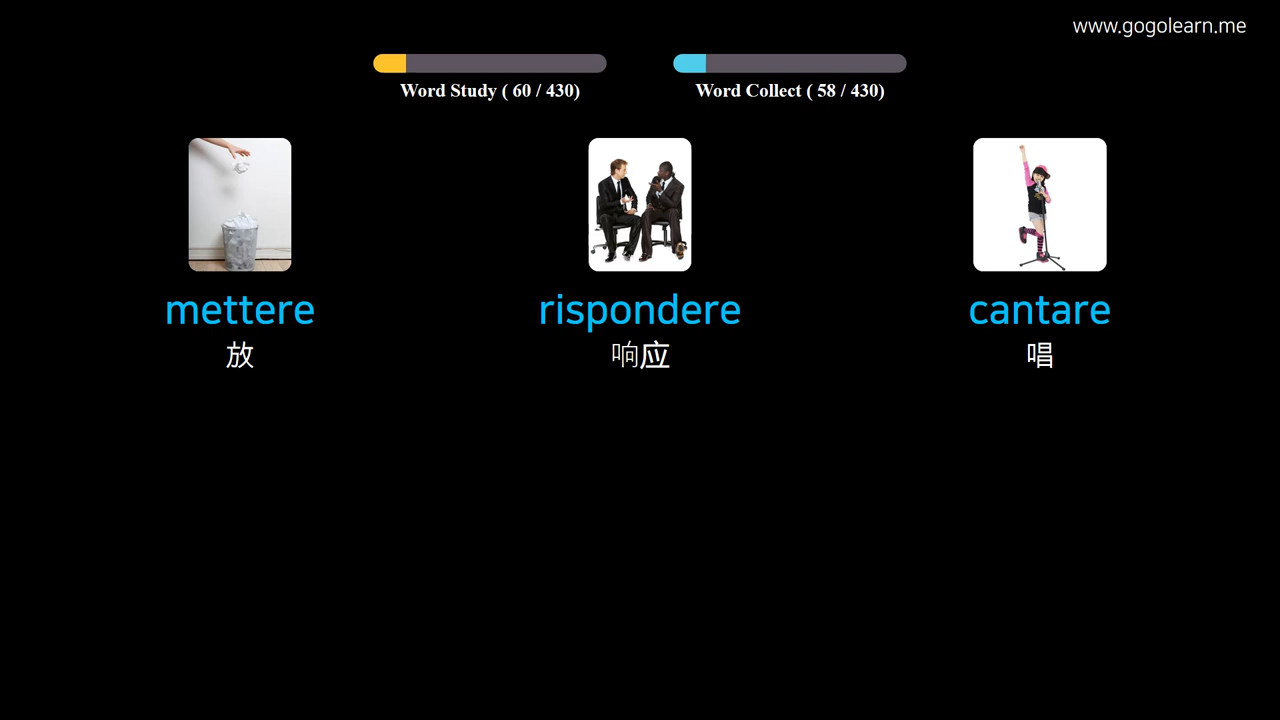 www.gogolearn.me
Word Study ( 60 / 430)
Word Collect ( 58 / 430)
mettere
rispondere
cantare
放
响应
唱